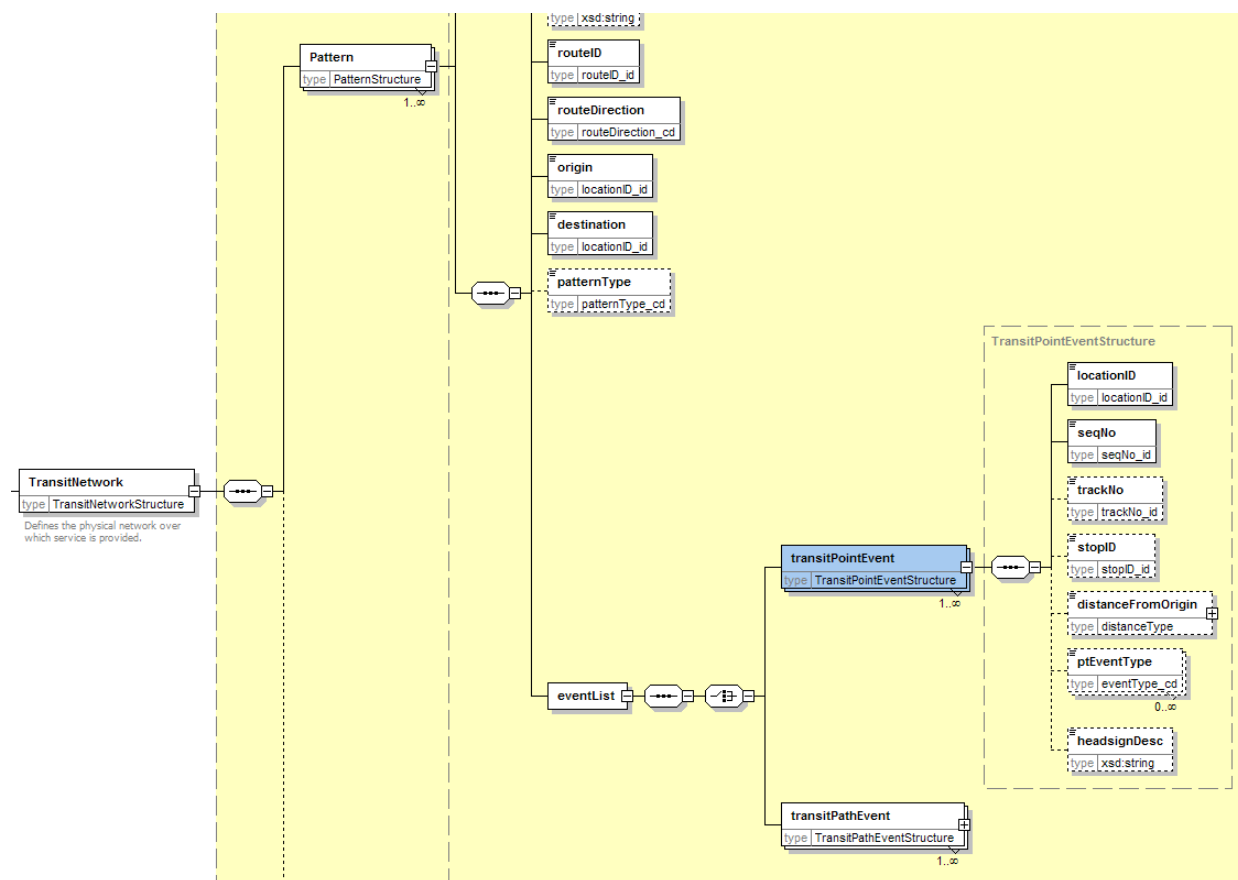 type xsd:string
routeID
type routeID_id
Pattern
type PatternStructure
1..∞
routeDirection
type routeDirection_cd
origin
type locationID_id
destination
type locationID_id
patternType
type patternType_cd
TransitPointEventStructure
locationID
type locationID_id
seqNo
type seqNo_id
TransitNetwork
type TransitNetworkStructure
Defines the physical network over
which service is provided.
trackNo
type trackNo_id
transitPointEvent
type TransitPointEventStructure
1..∞
stopID
type stopID_id
distanceFromOrigin
type distanceType
ptEventType
type eventType_cd
0..∞
eventList
headsignDesc
type xsd:string
transitPathEvent
type TransitPathEventStructure
1..∞